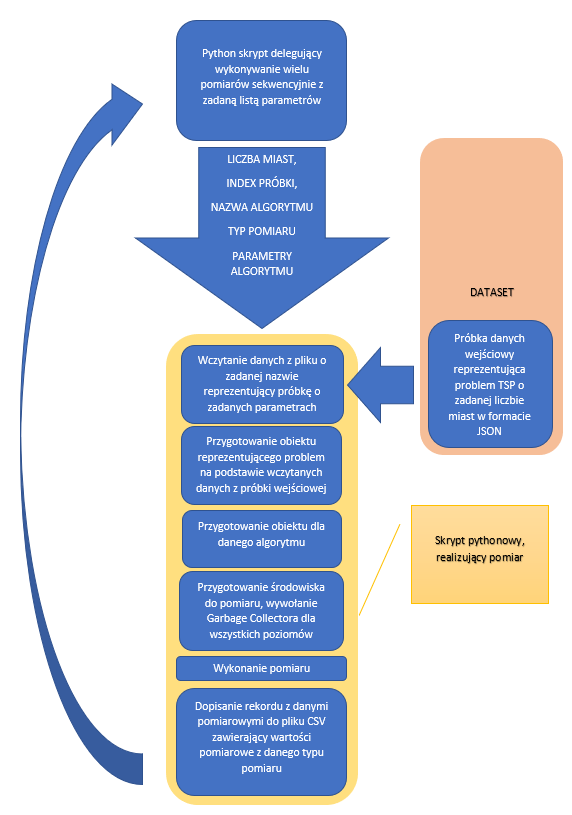 Python skrypt delegujący
wykonywanie wielu
pomiarów sekwencyjnie z
zadaną listą parametrów
LICZBA MIAST,
INDEX PRÓBKI,
NAZWA ALGORYTMU
TYP POMIARU
PARAMETRY
ALGORYTMU
DATASET
Próbka danych
wejściowy
reprezentująca
problem TSP o
zadanej liczbie
miast w formacie
JSON
Wczytanie danych z pliku o
zadanej nazwie
reprezentujący próbkę o
zadanych parametrach
Przygotowanie obiektu
reprezentującego problem
na podstawie wczytanych
danych z próbki wejściowej
Przygotowanie obiektu dla
danego algorytmu
Skrypt pythonowy,
realizujący pomiar
Przygotowanie środowiska
do pomiaru, wywołanie
Garbage Collectora dla
wszystkich poziomów
Wykonanie pomiaru
Dopisanie rekordu z danymi
pomiarowymi do pliku CSV
zawierający wartości
pomiarowe z danego typu
pomiaru